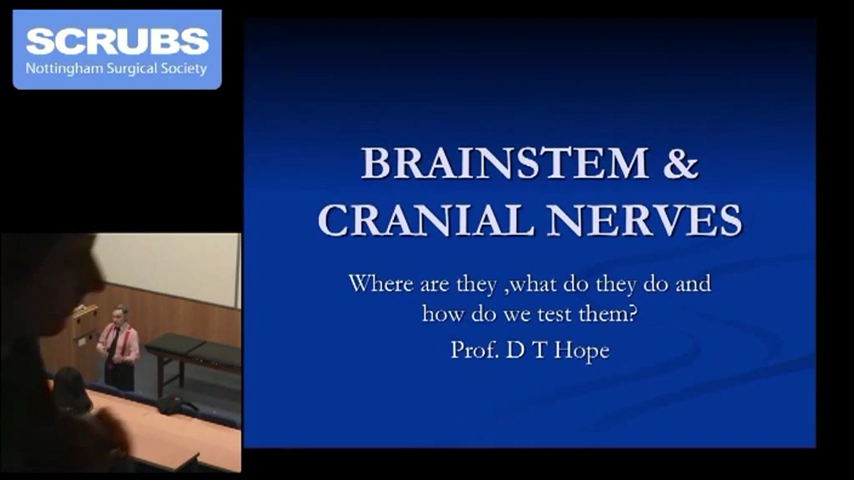 SCRUBS
Nottingham Surgical Society
BRAINSTEM &
CRANIAL NERVES
Where are they ,what do they do and
how do we test them?
Prof. D T Hope